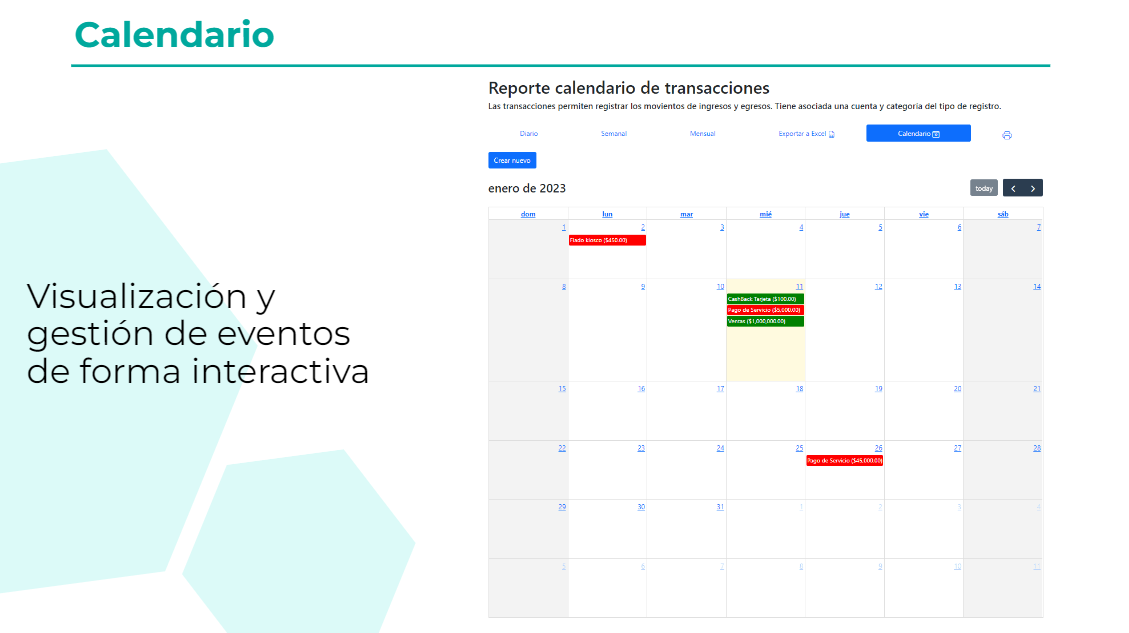 Calendario
Visualización y
gestión de eventos
de forma interactiva
Reporte calendario de transacciones
Las transacciones permiten registrar los movientos de ingresos y egresos. Tiene asociada una cuenta y categoría del tipo de registro.
Diario Semanal Mensual Exportar a Excel Calendario
Crear nuevo
enero de 2023 today
dom lun mar mié jue vie sáb
1 2 3 4 5 6 7
Fiado kiosco ($450.00)
8 9 10 11 12 13 14
CashBack Tarjeta ($100.00)
Pago de Servicio ($5,000.00)
Ventas ($1,000,000.00)
15 16 17 18 19 20 21
22 23 24 25 26 27 28
Pago de Servicio ($45,000.00)
29 30 31 1 2 3 4
5 6 7 8 9 10 11